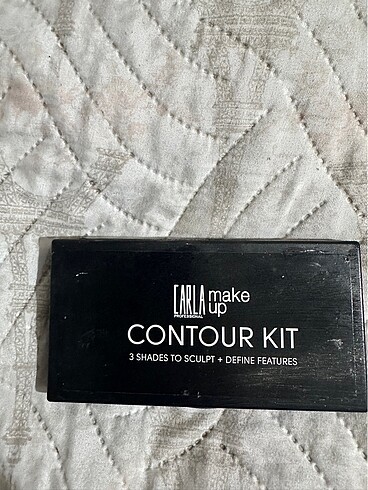 CARLA make
PROFESSIONAL up
CONTOUR KIT
3 SHADES TO SCULPT + DEFINE FEATURES